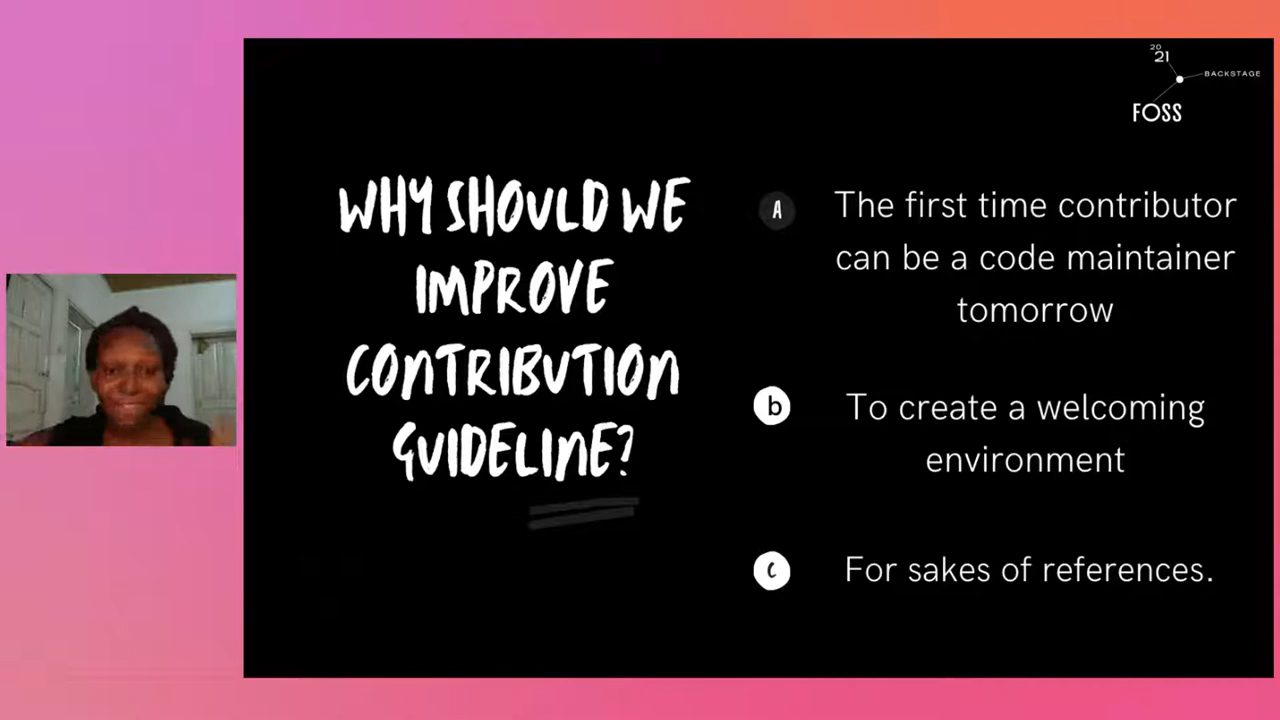 20
21
BACKSTAGE
FOSS
WHY SHOULD WE
IMPROVE
CONTRIBUTION
GUIDELINE?
A
The first time contributor
can be a code maintainer
tomorrow
b
To create a welcoming
environment
c
For sakes of references.